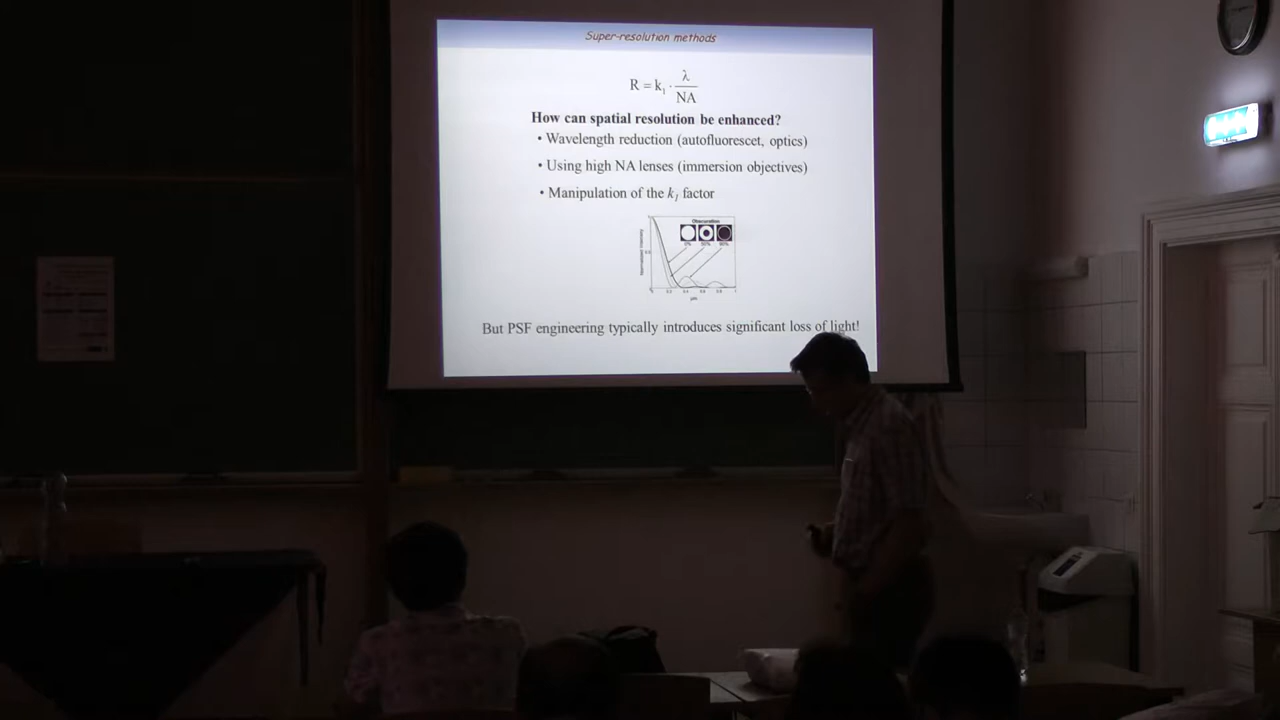 Super-resolution methods
R = k₁ · λ / NA
How can spatial resolution be enhanced?
• Wavelength reduction (autofluorescet, optics)
• Using high NA lenses (immersion objectives)
• Manipulation of the k₁ factor
Obscuration
But PSF engineering typically introduces significant loss of light!